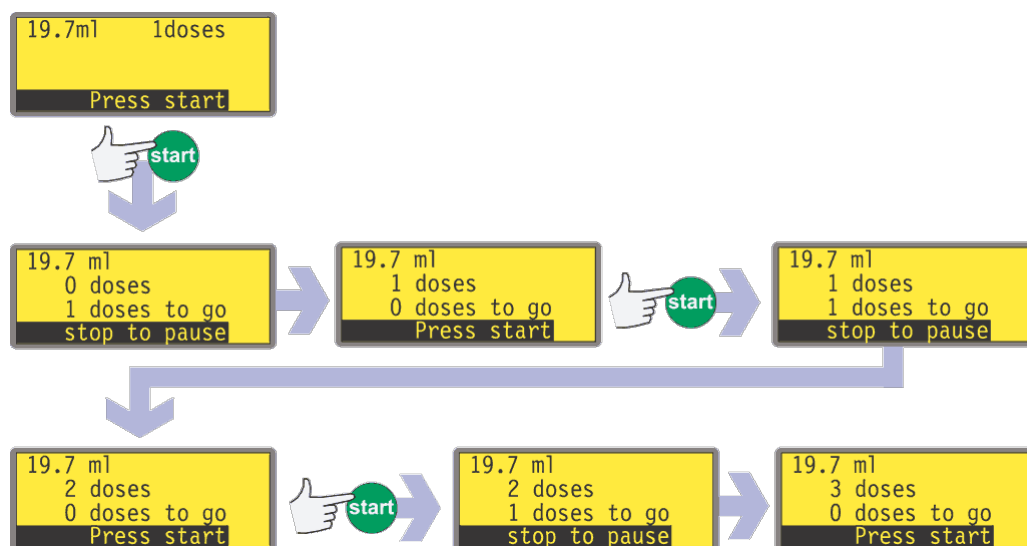 19.7ml 1doses
Press start
start
19.7 ml
0 doses
1 doses to go
stop to pause
19.7 ml
1 doses
0 doses to go
Press start
start
19.7 ml
1 doses
1 doses to go
stop to pause
19.7 ml
2 doses
0 doses to go
Press start
start
19.7 ml
2 doses
1 doses to go
stop to pause
19.7 ml
3 doses
0 doses to go
Press start